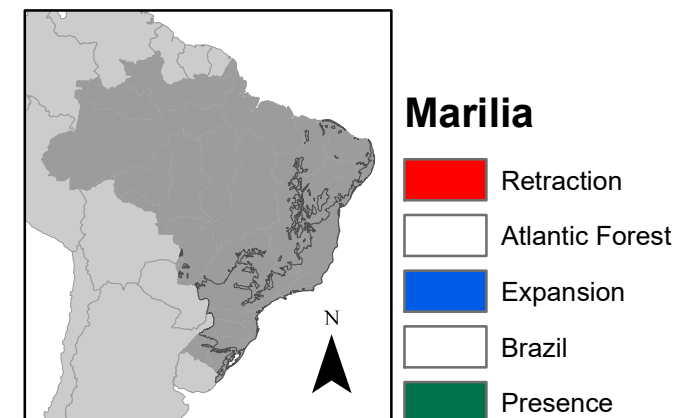 Marilia
Retraction
Atlantic Forest
Expansion
Brazil
Presence
N